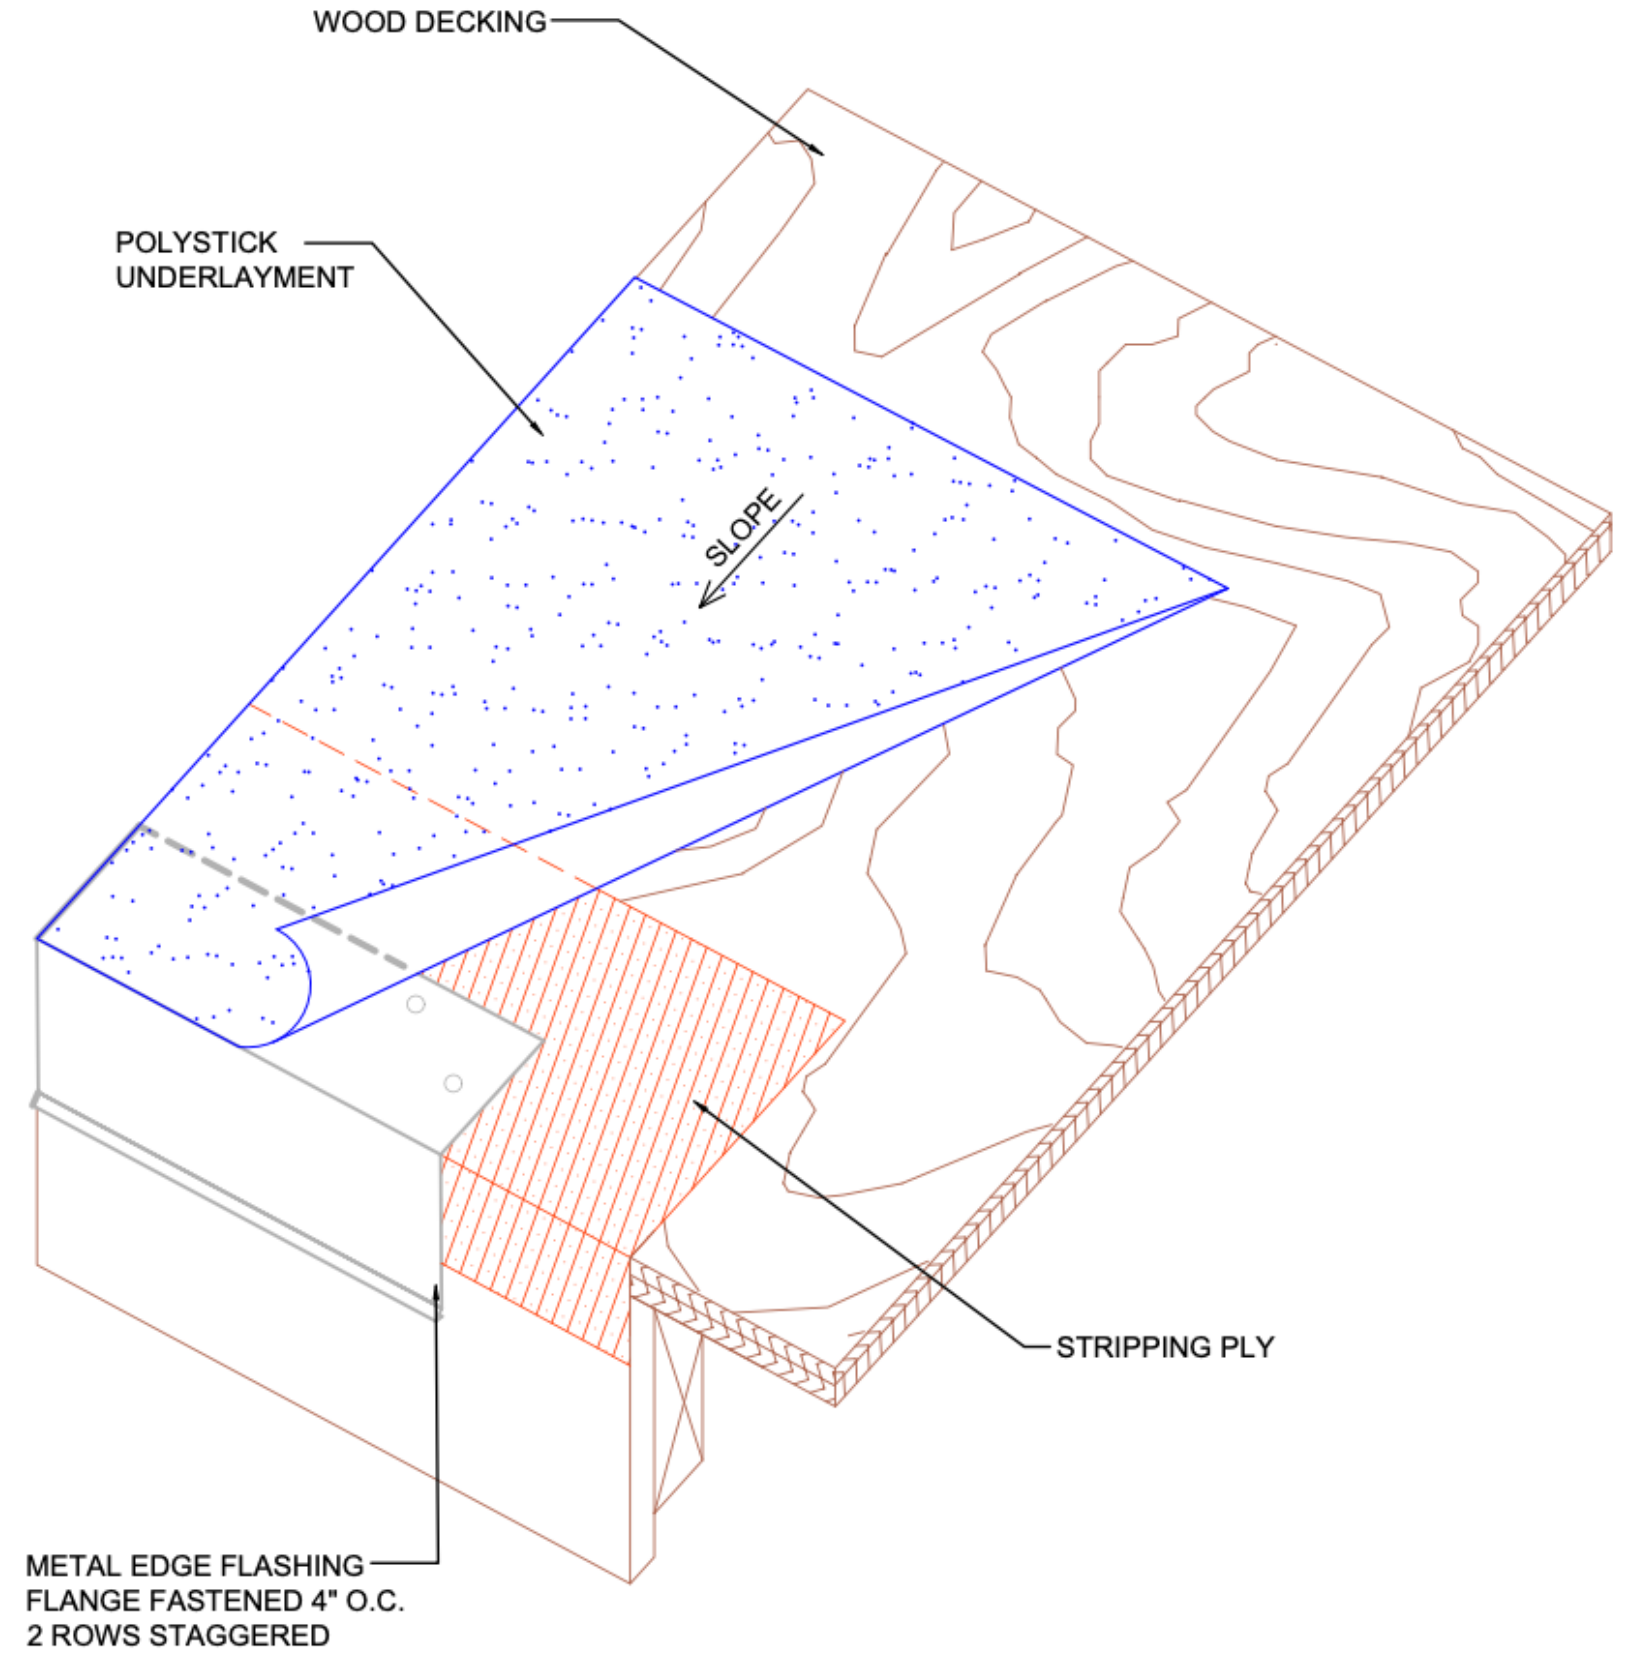 WOOD DECKING
POLYSTICK
UNDERLAYMENT
SLOPE
STRIPPING PLY
METAL EDGE FLASHING
FLANGE FASTENED 4" O.C.
2 ROWS STAGGERED